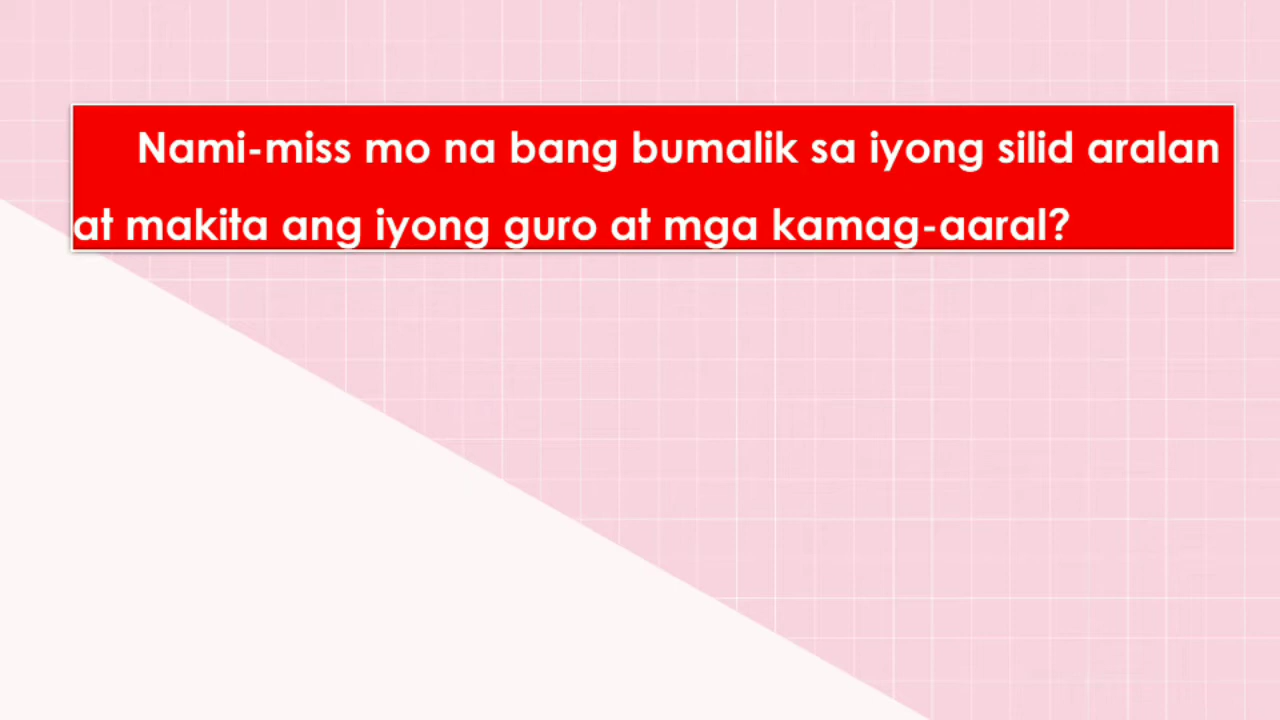 Nami-miss mo na bang bumalik sa iyong silid aralan
at makita ang iyong guro at mga kamag-aaral?